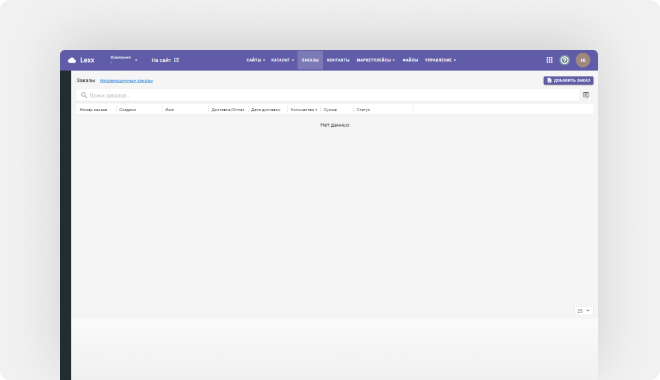 Lexx
Компания
На сайт
САЙТЫ
КАТАЛОГ
ЗАКАЗЫ
КОНТАКТЫ
МАРКЕТПЛЕЙСЫ
ФАЙЛЫ
УПРАВЛЕНИЕ
Заказы Незавершенные заказы
ДОБАВИТЬ ЗАКАЗ
Поиск заказов...
Номер заказа Создано Имя Доставка/Оплат Дата доставки Количество Сумма Статус
Нет данных
25